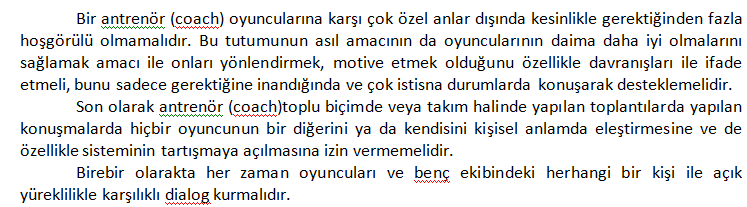 Bir antrenör (coach) oyuncularına karşı çok özel anlar dışında kesinlikle gerektiğinden fazla
hoşgörülü olmamalıdır. Bu tutumunun asıl amacının da oyuncularının daima daha iyi olmalarını
sağlamak amacı ile onları yönlendirmek, motive etmek olduğunu özellikle davranışları ile ifade
etmeli, bunu sadece gerektiğine inandığında ve çok istisna durumlarda konuşarak desteklemelidir.
Son olarak antrenör (coach)toplu biçimde veya takım halinde yapılan toplantılarda yapılan
konuşmalarda hiçbir oyuncunun bir diğerini ya da kendisini kişisel anlamda eleştirmesine ve de
özellikle sisteminin tartışmaya açılmasına izin vermemelidir.
Birebir olarakta her zaman oyuncuları ve benç ekibindeki herhangi bir kişi ile açık
yüreklilikle karşılıklı dialog kurmalıdır.